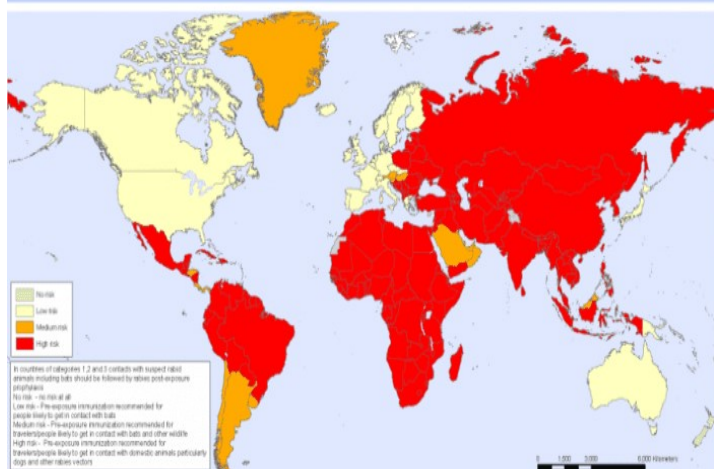 No risk
Low risk
Medium risk
High risk
In countries of categories 1,2 and 3 contacts with suspect rabid
animals including bats should be followed by rabies post-exposure
prophylaxis
No risk - no risk at all
Low risk - Pre-exposure immunization recommended for
people likely to get in contact with bats
Medium risk - Pre-exposure immunization recommended for
travelers/people likely to get in contact with bats and other wildlife
High risk - Pre-exposure immunization recommended for
travelers/people likely to get in contact with domestic animals particularly
dogs and other rabies vectors
0 1,500 3,000 6,000 Kilometers